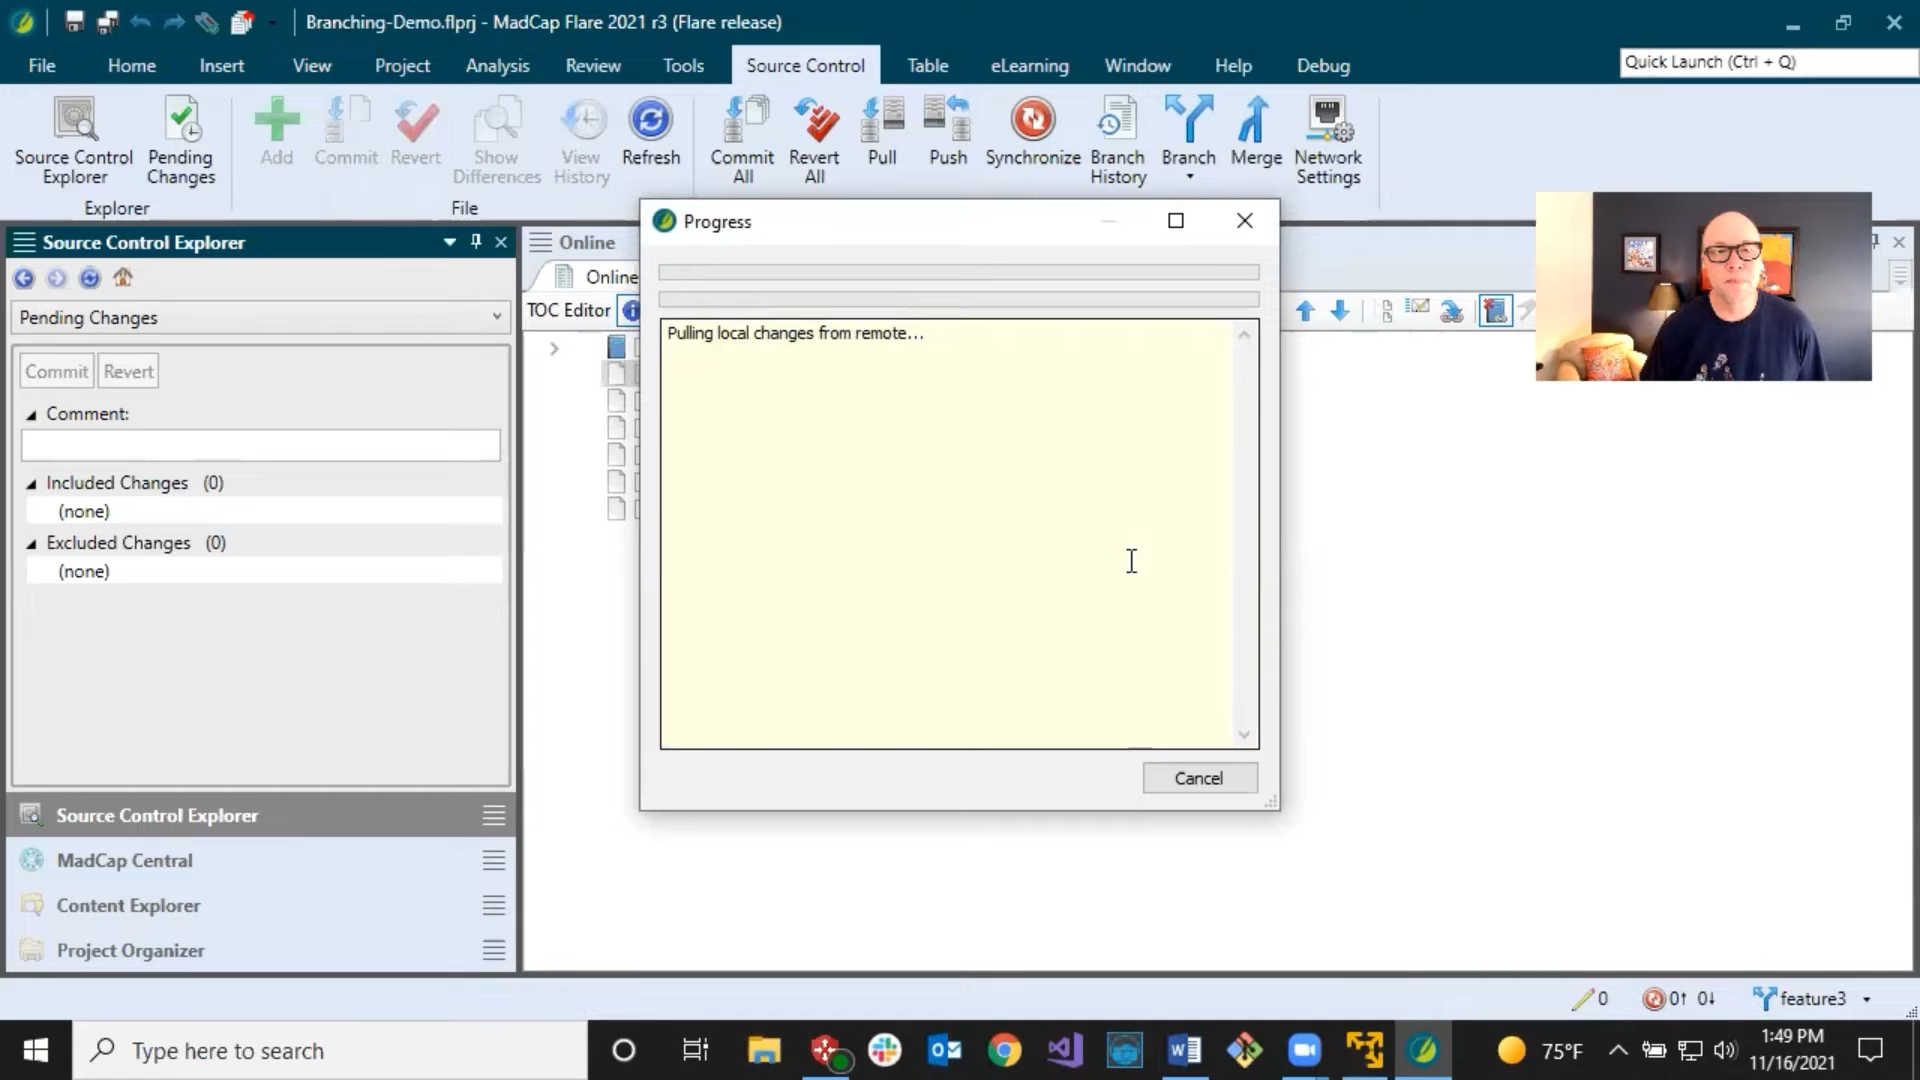 Branching-Demo.flprj - MadCap Flare 2021 r3 (Flare release)
File Home Insert View Project Analysis Review Tools Source Control Table eLearning Window Help Debug
Quick Launch (Ctrl + Q)
Source Control Explorer
Pending Changes
Add
Commit
Revert
Show Differences
View History
Refresh
Commit All
Revert All
Pull
Push
Synchronize
Branch History
Branch
Merge
Network Settings
Explorer
File
Source Control Explorer
Pending Changes
Commit
Revert
Comment:
Included Changes (0)
(none)
Excluded Changes (0)
(none)
Source Control Explorer
MadCap Central
Content Explorer
Project Organizer
Online
Online
TOC Editor
Progress
Pulling local changes from remote...
Cancel
0
0↑ 0↓
feature3
Type here to search
75°F
1:49 PM
11/16/2021